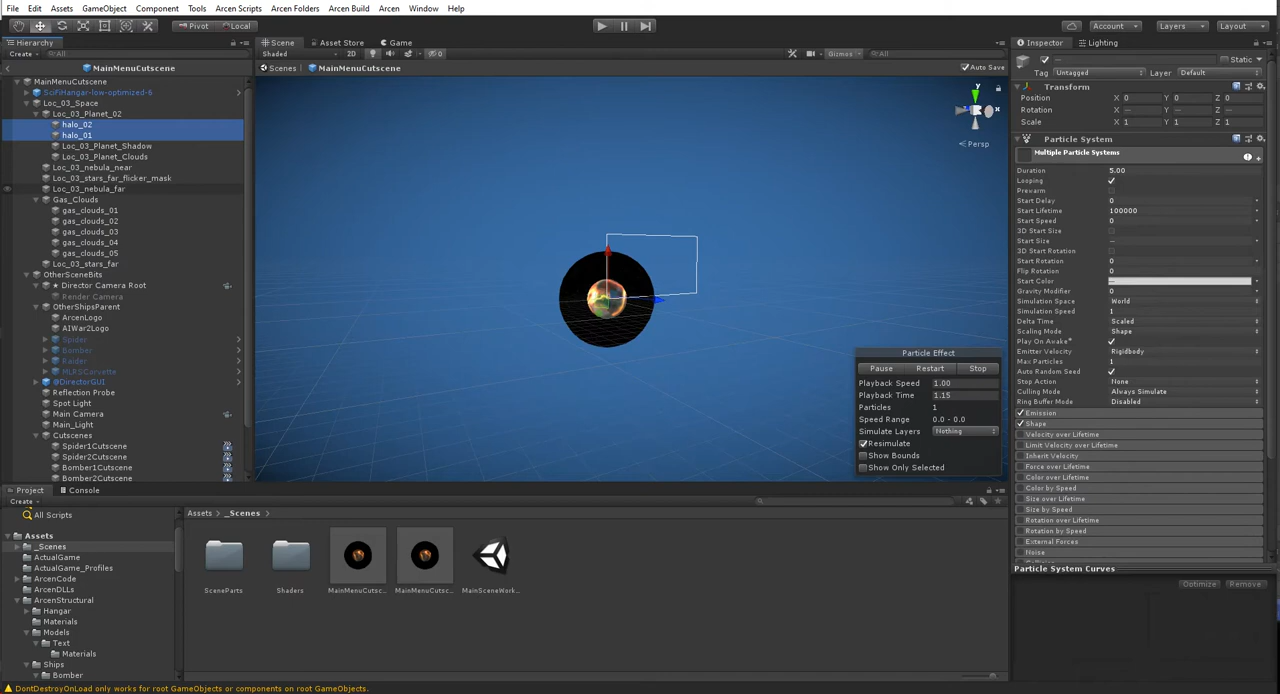 File Edit Assets GameObject Component Tools Arcen Scripts Arcen Folders Arcen Build Arcen Window Help
Pivot Local Account Layers Layout
Hierarchy Scene Asset Store Game Inspector Lighting
Create All Shaded 2D 0 Gizmos All Static
MainMenuCutscene Scenes MainMenuCutscene Auto Save Tag Untagged Layer Default
MainMenuCutscene
SciFiHangar-low-optimized-6
Loc_03_Space
Loc_03_Planet_02
halo_02
halo_01
Loc_03_Planet_Shadow
Loc_03_Planet_Clouds
Loc_03_nebula_near
Loc_03_stars_far_flicker_mask
Loc_03_nebula_far
Gas_Clouds
gas_clouds_01
gas_clouds_02
gas_clouds_03
gas_clouds_04
gas_clouds_05
Loc_03_stars_far
OtherSceneBits
★ Director Camera Root
Render Camera
OtherShipsParent
ArcenLogo
AIWar2Logo
Spider
Bomber
Raider
MLRSCorvette
@DirectorGUI
Reflection Probe
Spot Light
Main Camera
Main_Light
Cutscenes
Spider1Cutscene
Spider2Cutscene
Bomber1Cutscene
Bomber2Cutscene
y
z
Persp
Particle Effect
Pause Restart Stop
Playback Speed 1.00
Playback Time 1.15
Particles 1
Speed Range 0.0 - 0.0
Simulate Layers Nothing
Resimulate
Show Bounds
Show Only Selected
Transform
Position X 0 Y 0 Z 0
Rotation X — Y — Z —
Scale X 1 Y 1 Z 1
Particle System
Multiple Particle Systems
Duration 5.00
Looping
Prewarm
Start Delay 0
Start Lifetime 100000
Start Speed 0
3D Start Size
Start Size —
3D Start Rotation
Start Rotation 0
Flip Rotation 0
Start Color —
Gravity Modifier 0
Simulation Space World
Simulation Speed 1
Delta Time Scaled
Scaling Mode Shape
Play On Awake*
Emitter Velocity Rigidbody
Max Particles 1
Auto Random Seed
Stop Action None
Culling Mode Always Simulate
Ring Buffer Mode Disabled
Emission
Shape
Velocity over Lifetime
Limit Velocity over Lifetime
Inherit Velocity
Force over Lifetime
Color over Lifetime
Color by Speed
Size over Lifetime
Size by Speed
Rotation over Lifetime
Rotation by Speed
External Forces
Noise
Particle System Curves
Optimize Remove
Project Console
Create
All Scripts
Assets
_Scenes
ActualGame
ActualGame_Profiles
ArcenCode
ArcenDLLs
ArcenStructural
Hangar
Materials
Models
Text
Materials
Ships
Bomber
Assets _Scenes
SceneParts Shaders MainMenuCutsc... MainMenuCutsc... MainSceneWork...
DontDestroyOnLoad only works for root GameObjects or components on root GameObjects.